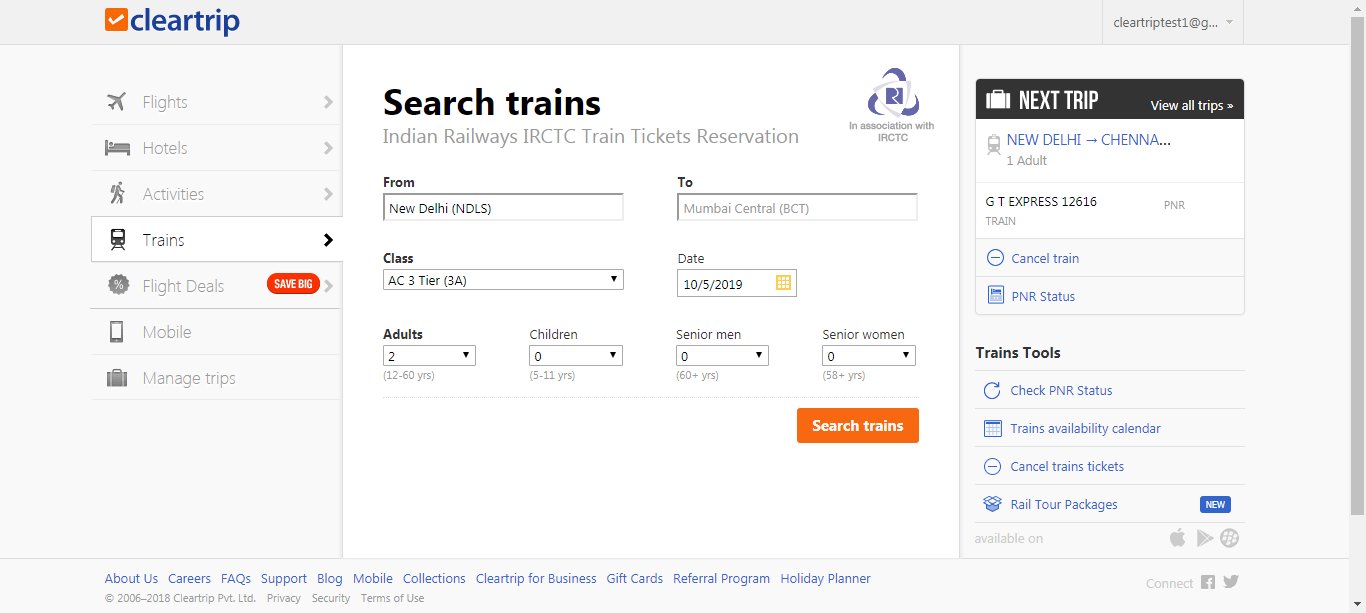 cleartrip
cleartriptest1@g...
Flights
Hotels
Activities
Trains
Flight Deals SAVE BIG
Mobile
Manage trips
Search trains
Indian Railways IRCTC Train Tickets Reservation
In association with
IRCTC
From To
New Delhi (NDLS) Mumbai Central (BCT)
Class Date
AC 3 Tier (3A) 10/5/2019
Adults Children Senior men Senior women
2 0 0 0
(12-60 yrs) (5-11 yrs) (60+ yrs) (58+ yrs)
Search trains
NEXT TRIP View all trips »
NEW DELHI → CHENNA...
1 Adult
G T EXPRESS 12616 PNR
TRAIN
Cancel train
PNR Status
Trains Tools
Check PNR Status
Trains availability calendar
Cancel trains tickets
Rail Tour Packages NEW
available on
About Us Careers FAQs Support Blog Mobile Collections Cleartrip for Business Gift Cards Referral Program Holiday Planner
© 2006–2018 Cleartrip Pvt. Ltd. Privacy Security Terms of Use
Connect